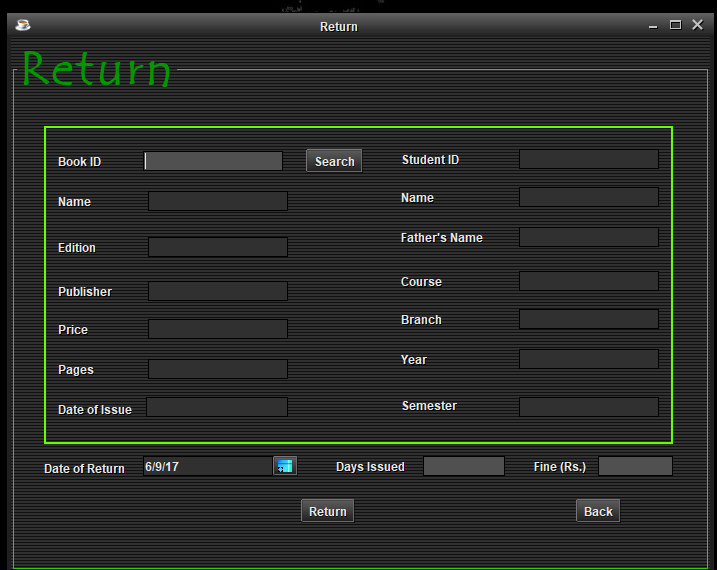 Return
Return
Book ID
Search
Student ID
Name
Name
Edition
Father's Name
Publisher
Course
Price
Branch
Pages
Year
Date of Issue
Semester
Date of Return 6/9/17 Days Issued Fine (Rs.)
Return Back